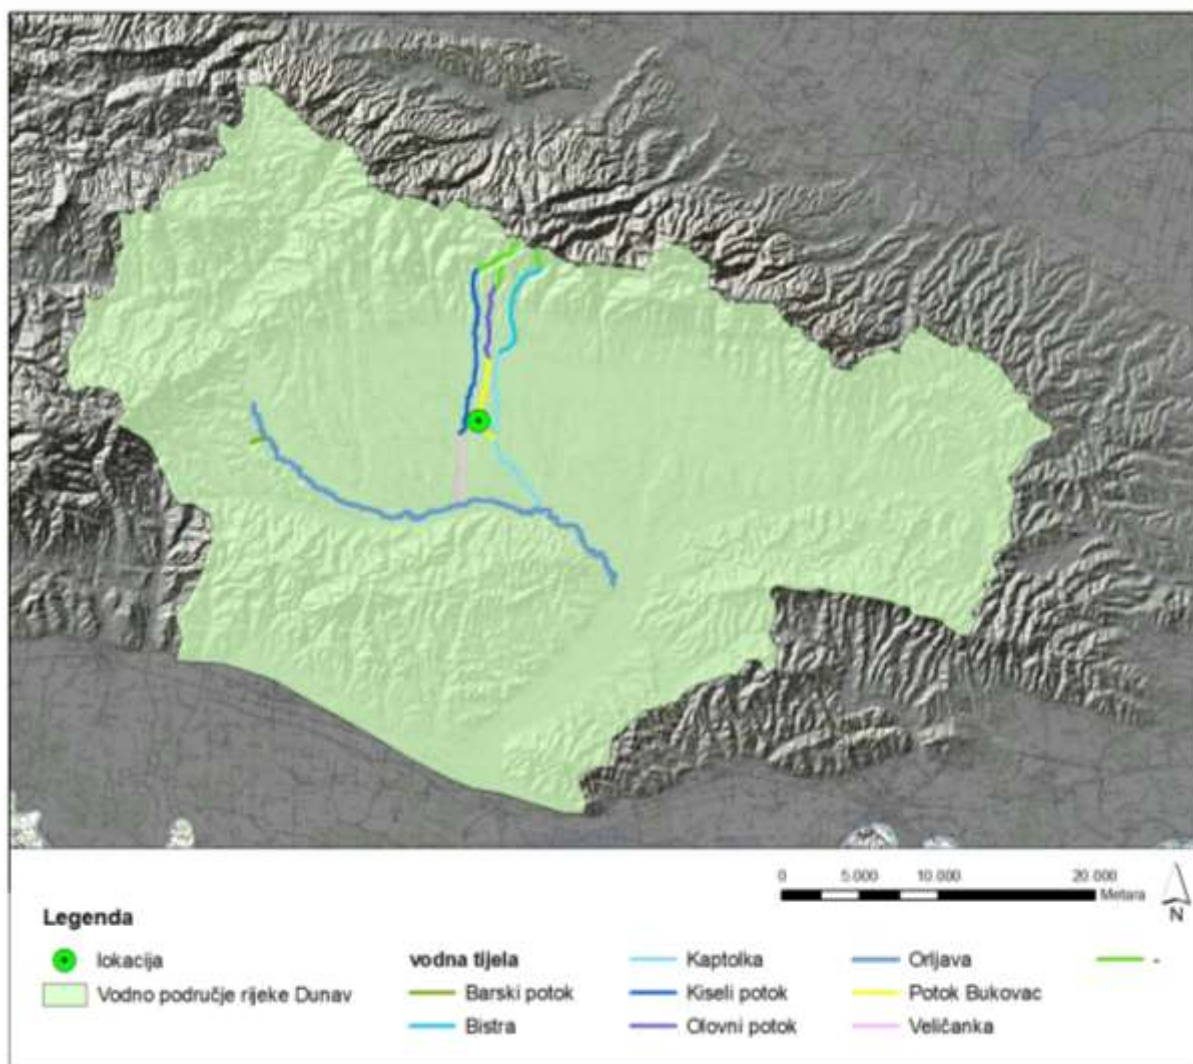 0 5.000 10.000 20.000
Metara
N
Legenda
lokacija
Vodno područje rijeke Dunav
vodna tijela
Barski potok
Bistra
Kaptolka
Kiseli potok
Olovni potok
Orljava
Potok Bukovac
Veličanka
-